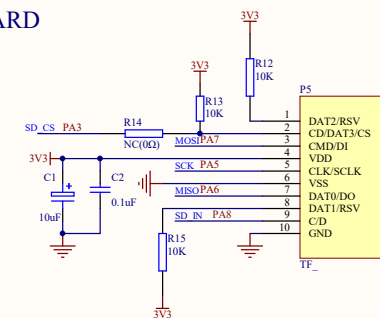 ARD
3V3
3V3
R12
10K
R13
10K
P5
R14
SD_CS PA3
NC(0Ω)
MOSI PA7
3V3
SCK PA5
C1
C2
MISO PA6
10uF
0.1uF
SD_IN PA8
R15
10K
3V3
1 DAT2/RSV
2 CD/DAT3/CS
3 CMD/DI
4 VDD
5 CLK/SCLK
6 VSS
7 DAT0/DO
8 DAT1/RSV
9 C/D
10 GND
TF_